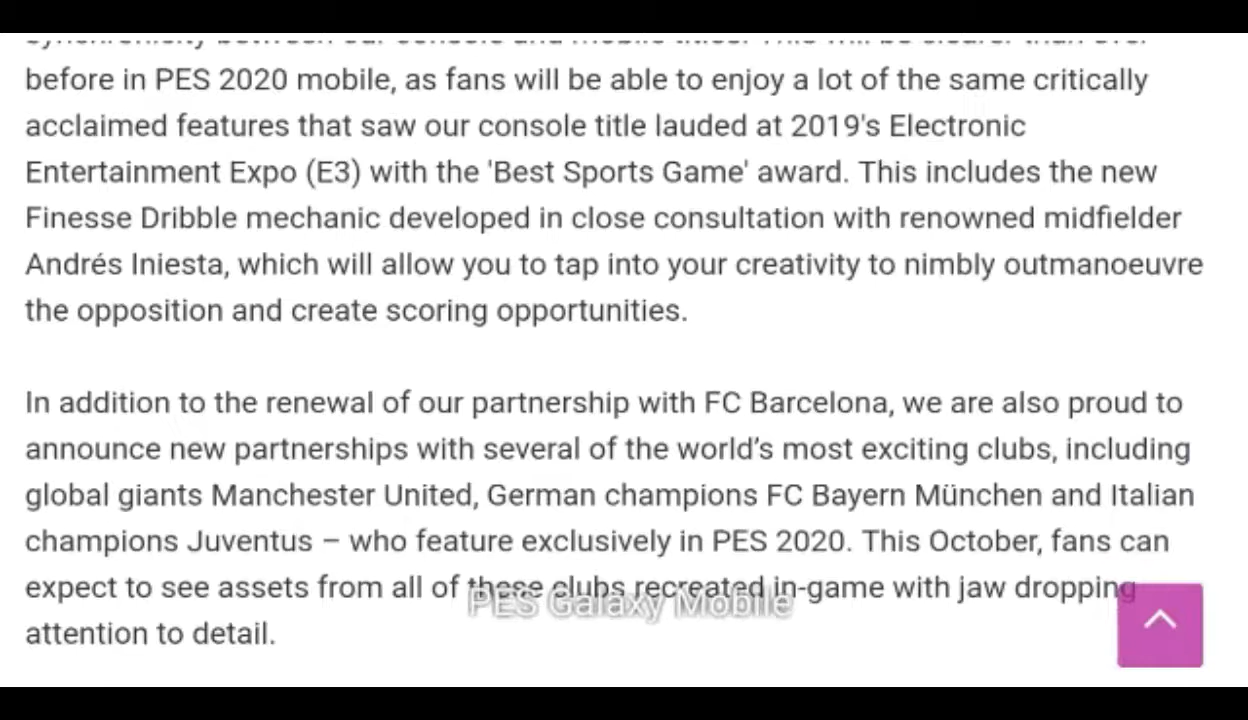 before in PES 2020 mobile, as fans will be able to enjoy a lot of the same critically
acclaimed features that saw our console title lauded at 2019's Electronic
Entertainment Expo (E3) with the 'Best Sports Game' award. This includes the new
Finesse Dribble mechanic developed in close consultation with renowned midfielder
Andrés Iniesta, which will allow you to tap into your creativity to nimbly outmanoeuvre
the opposition and create scoring opportunities.
In addition to the renewal of our partnership with FC Barcelona, we are also proud to
announce new partnerships with several of the world’s most exciting clubs, including
global giants Manchester United, German champions FC Bayern München and Italian
champions Juventus – who feature exclusively in PES 2020. This October, fans can
expect to see assets from all of these clubs recreated in-game with jaw dropping
PES Galaxy Mobile
attention to detail.